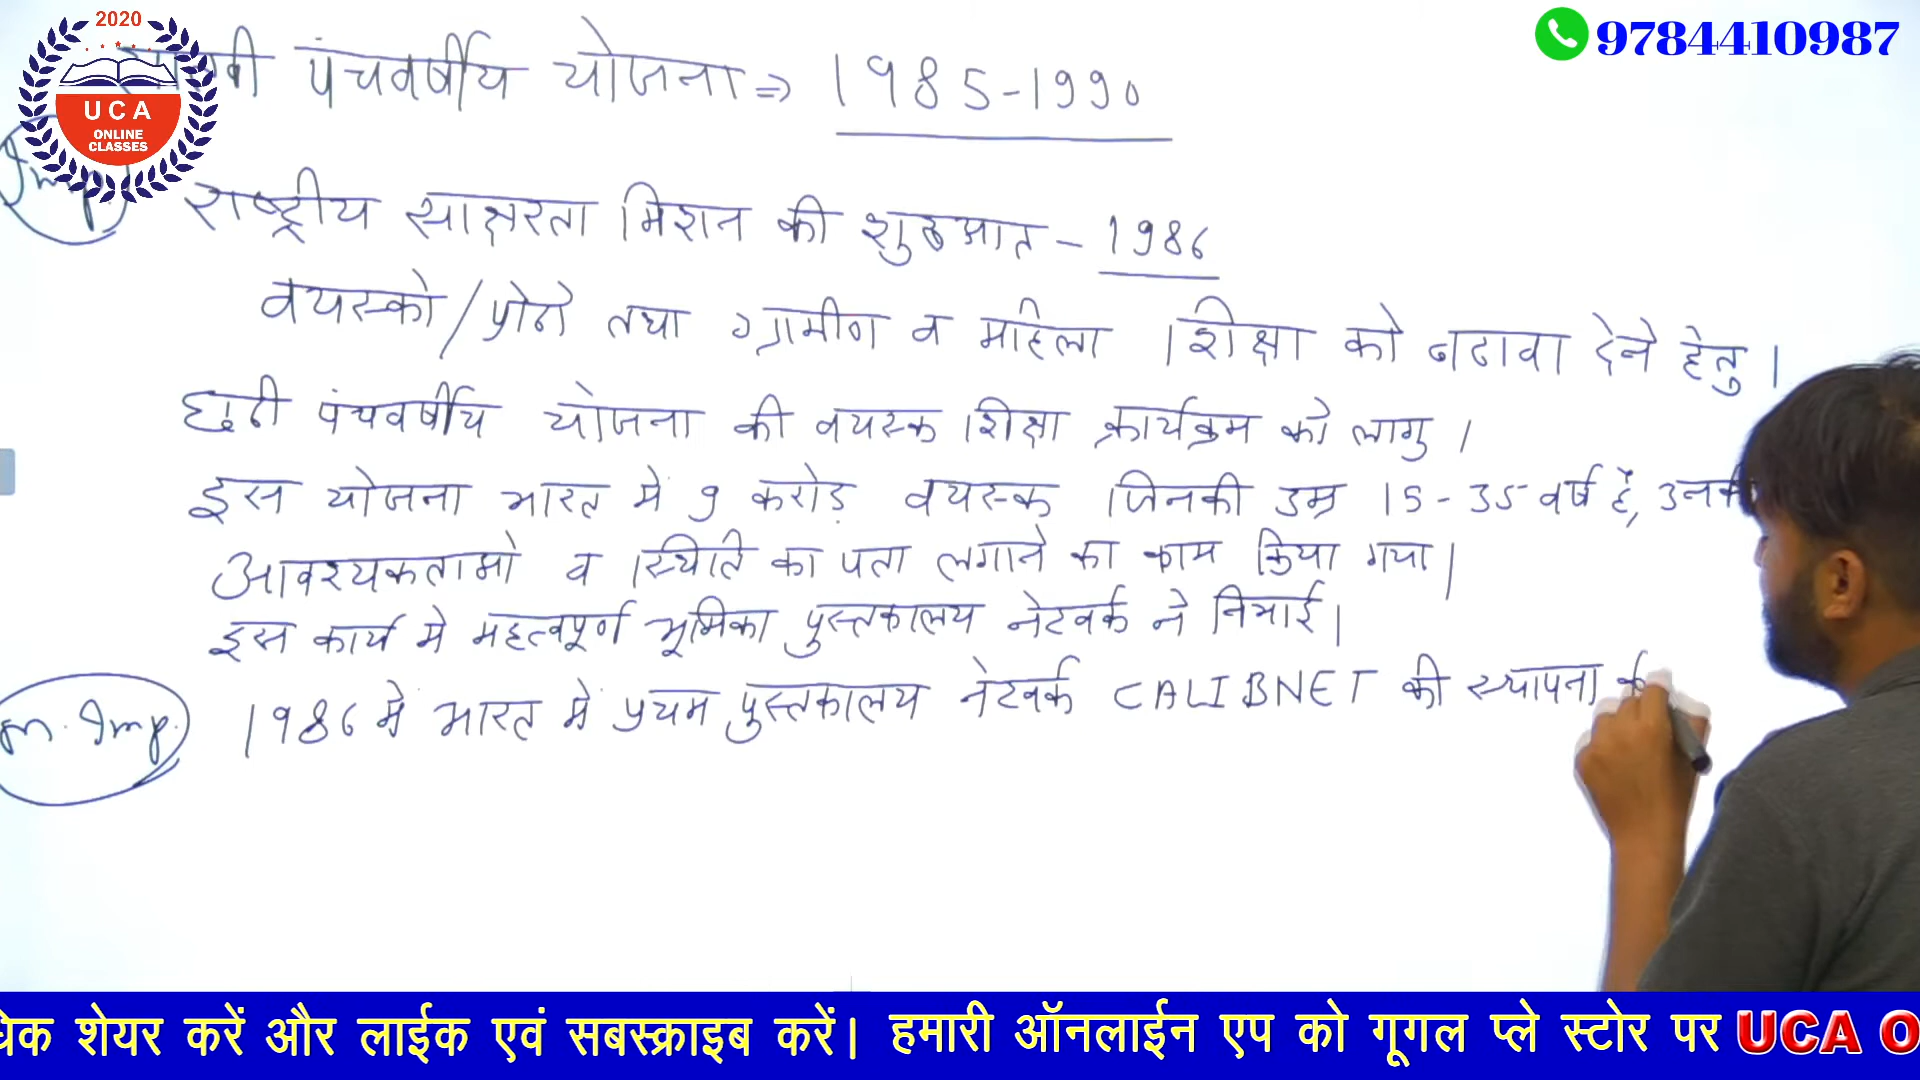 2020
UCA
ONLINE
CLASSES
9784410987
पंचवर्षीय योजना => 1985-1990
Imp
राष्ट्रीय साक्षरता मिशन की शुरुआत - 1986
वयस्को/प्रोढो तथा ग्रामीण व महिला शिक्षा को बढावा देने हेतु।
छटी पंचवर्षीय योजना की वयस्क शिक्षा कार्यक्रम को लागु।
इस योजना भारत मे 9 करोड़ वयस्क जिनकी उम्र 15-35 वर्ष है, उनकी
आवश्यकताओ व स्थिति का पता लगाने का काम किया गया।
इस कार्य मे महत्वपूर्ण भूमिका पुस्तकालय नेटवर्क ने निभाई।
m. Imp.
1986 मे भारत मे प्रथम पुस्तकालय नेटवर्क CALIBNET की स्थापना
शेयर करें और लाईक एवं सबस्क्राइब करें। हमारी ऑनलाईन एप को गूगल प्ले स्टोर पर UCA O